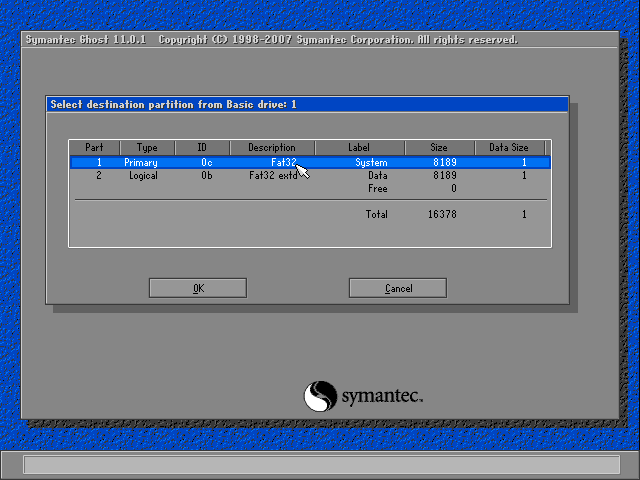 Symantec Ghost 11.0.1 Copyright (C) 1998-2007 Symantec Corporation. All rights reserved.
Select destination partition from Basic drive: 1
Part Type ID Description Label Size Data Size
1 Primary 0c Fat32 System 8189 1
2 Logical 0b Fat32 extd Data 8189 1
Free 0
Total 16378 1
OK Cancel
symantec.